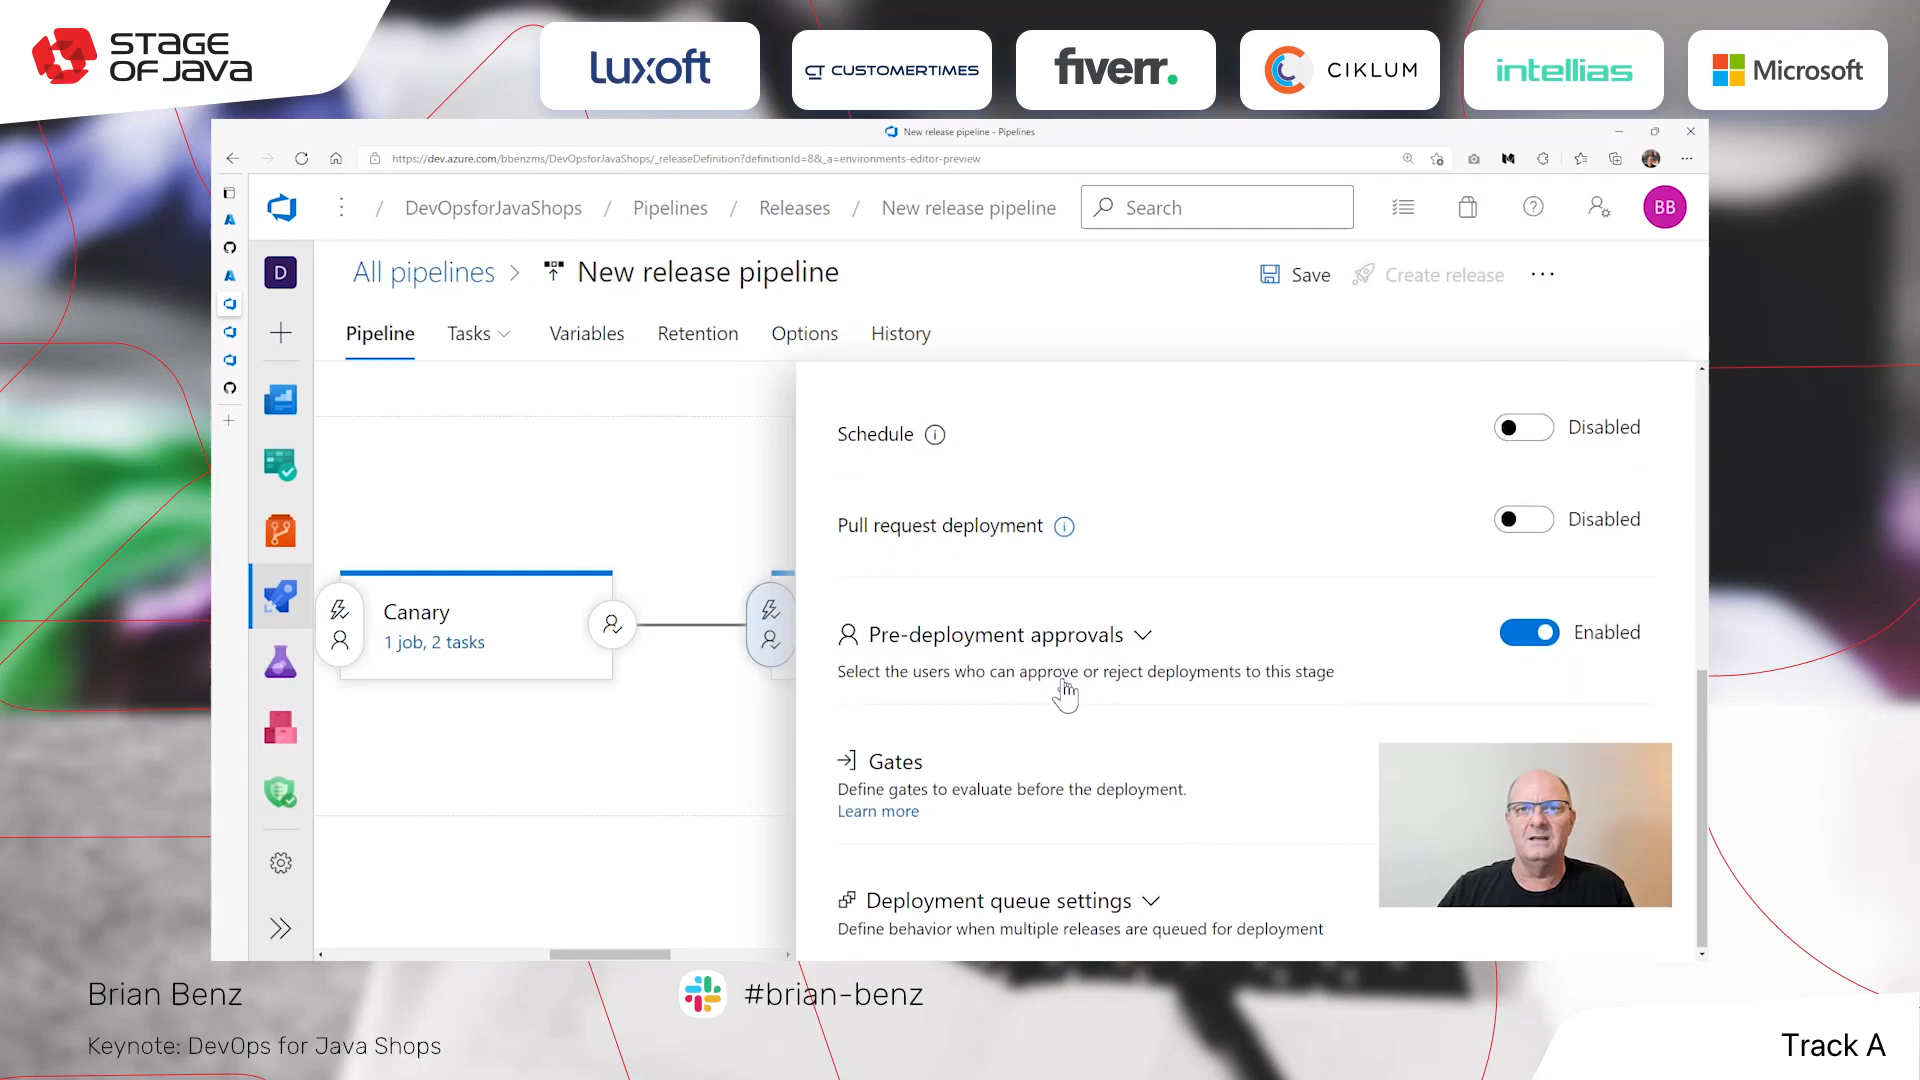 STAGE
OF JAVA
Luxoft
CT CUSTOMERTIMES
fiverr.
CIKLUM
intellias
Microsoft
New release pipeline - Pipelines
https://dev.azure.com/bbenzms/DevOpsforJavaShops/_releaseDefinition?definitionId=8&_a=environments-editor-preview
/ DevOpsforJavaShops / Pipelines / Releases / New release pipeline
Search
BB
D
All pipelines > New release pipeline
Save
Create release
Pipeline Tasks Variables Retention Options History
Schedule
Disabled
Pull request deployment
Disabled
Canary
1 job, 2 tasks
Pre-deployment approvals
Enabled
Select the users who can approve or reject deployments to this stage
Gates
Define gates to evaluate before the deployment.
Learn more
Deployment queue settings
Define behavior when multiple releases are queued for deployment
Brian Benz
#brian-benz
Keynote: DevOps for Java Shops
Track A